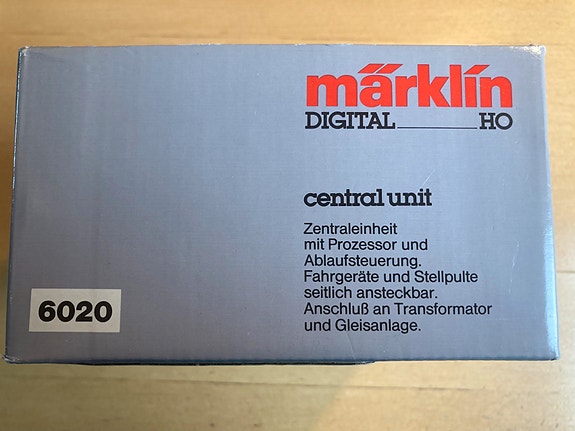 märklin
DIGITAL HO
central unit
Zentraleinheit
mit Prozessor und
Ablaufsteuerung.
Fahrgeräte und Stellpulte
seitlich ansteckbar.
Anschluß an Transformator
und Gleisanlage.
6020